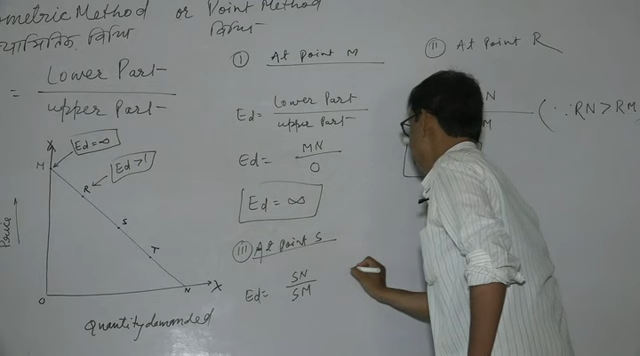 ometric Method or Point Method
विधि विधि
= Lower Part
upper Part
Y
M
Ed=∞
Ed>1
R
S
T
N
X
O
Price
Quantity demanded
(i) At Point M
Ed= Lower Part
upper Part
Ed= MN
0
Ed = ∞
(iii) At Point S
Ed= SN
SM
(ii) At Point R
N
M
(∵ RN > RM